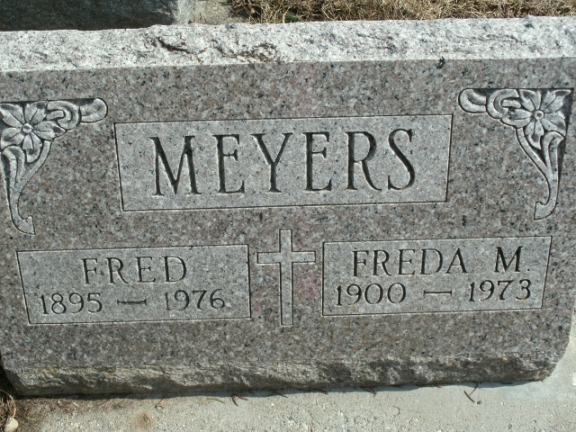 MEYERS
FRED
1895 — 1976
FREDA M.
1900 — 1973